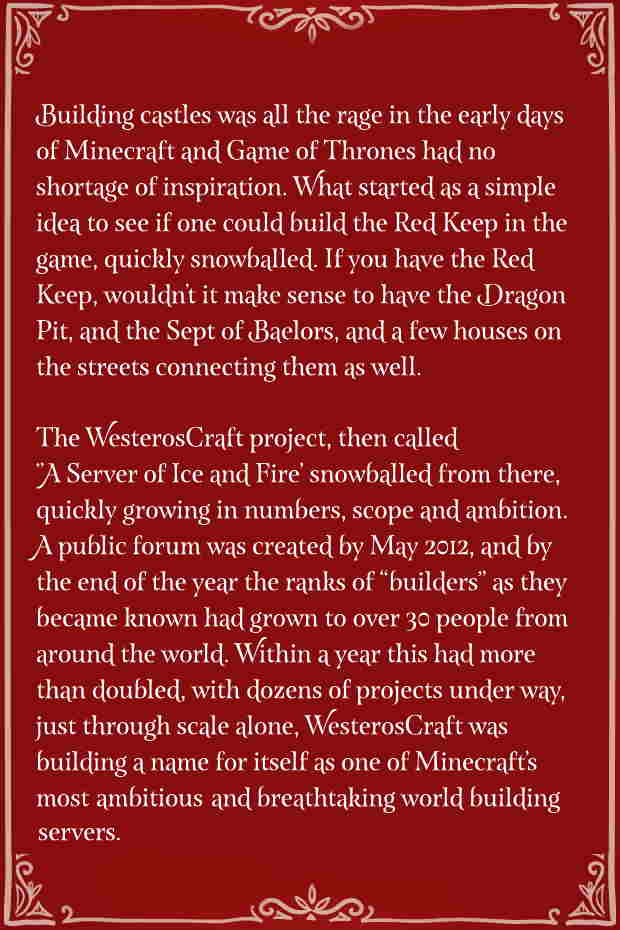 Building castles was all the rage in the early days
of Minecraft and Game of Thrones had no
shortage of inspiration. What started as a simple
idea to see if one could build the Red Keep in the
game, quickly snowballed. If you have the Red
Keep, wouldn't it make sense to have the Dragon
Pit, and the Sept of Baelors, and a few houses on
the streets connecting them as well.
The WesterosCraft project, then called
"A Server of Ice and Fire' snowballed from there,
quickly growing in numbers, scope and ambition.
A public forum was created by May 2012, and by
the end of the year the ranks of “builders” as they
became known had grown to over 30 people from
around the world. Within a year this had more
than doubled, with dozens of projects under way,
just through scale alone, WesterosCraft was
building a name for itself as one of Minecraft's
most ambitious and breathtaking world building
servers.